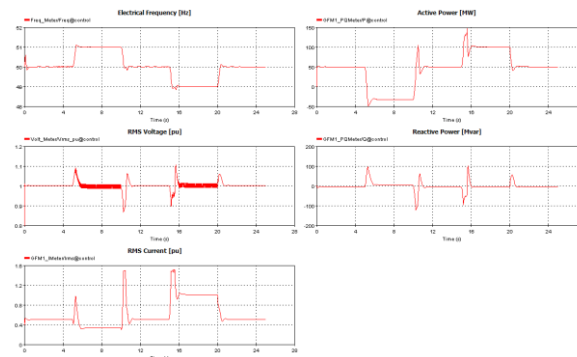 Electrical Frequency [Hz]
Freq_Meter/Freq@control
52
51
50
49
48
0 4 8 12 16 20 24 28
Time (s)
Active Power [MW]
GFM1_PQMeter/P@control
150
100
50
0
-50
0 4 8 12 16 20 24 28
Time (s)
RMS Voltage [pu]
Volt_Meter/Vrms_pu@control
1.2
1.1
1
0.9
0.8
0 4 8 12 16 20 24 28
Time (s)
Reactive Power [Mvar]
GFM1_PQMeter/Q@control
200
100
0
-100
-200
0 4 8 12 16 20 24 28
Time (s)
RMS Current [pu]
GFM1_IMeter/Irms@control
1.6
1.2
0.8
0.4
0
0 4 8 12 16 20 24 28